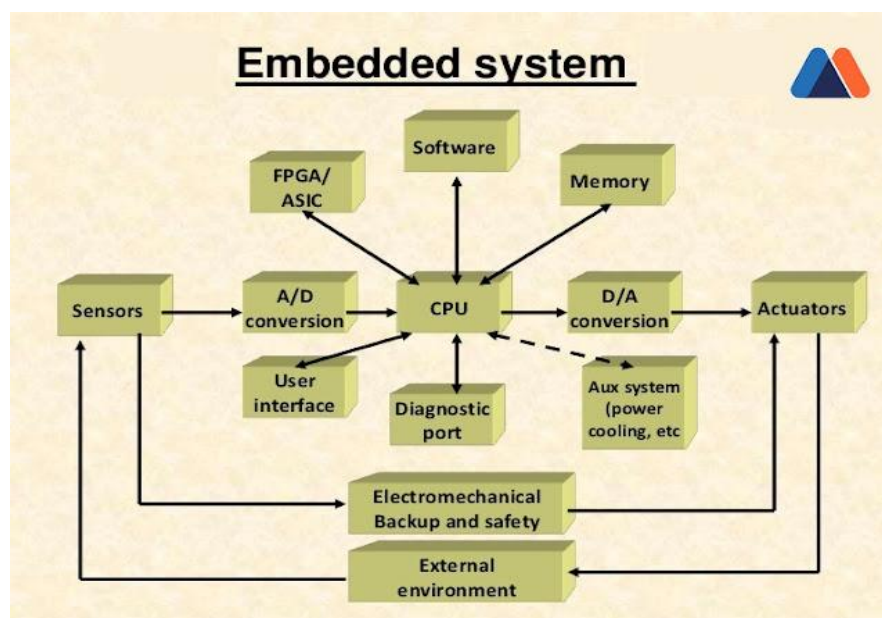 Embedded system
Software
FPGA/
ASIC
Memory
Sensors
A/D
conversion
CPU
D/A
conversion
Actuators
User
interface
Diagnostic
port
Aux system
(power
cooling, etc
Electromechanical
Backup and safety
External
environment